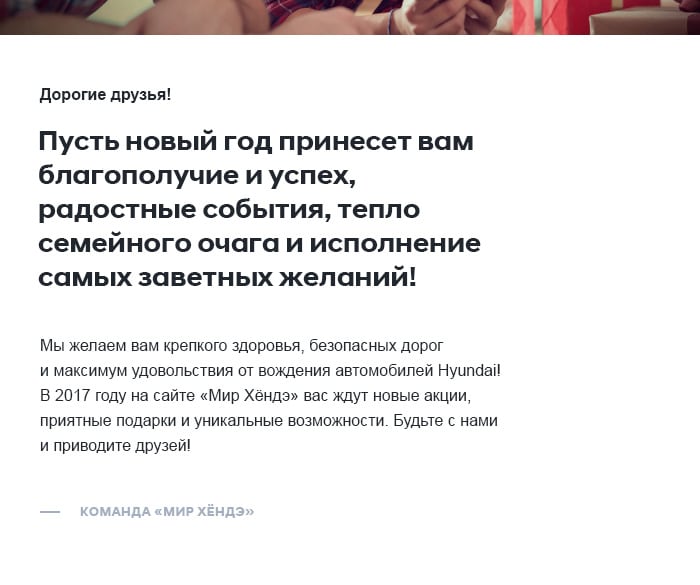 Дорогие друзья!
Пусть новый год принесет вам
благополучие и успех,
радостные события, тепло
семейного очага и исполнение
самых заветных желаний!
Мы желаем вам крепкого здоровья, безопасных дорог
и максимум удовольствия от вождения автомобилей Hyundai!
В 2017 году на сайте «Мир Хёндэ» вас ждут новые акции,
приятные подарки и уникальные возможности. Будьте с нами
и приводите друзей!
— КОМАНДА «МИР ХЁНДЭ»